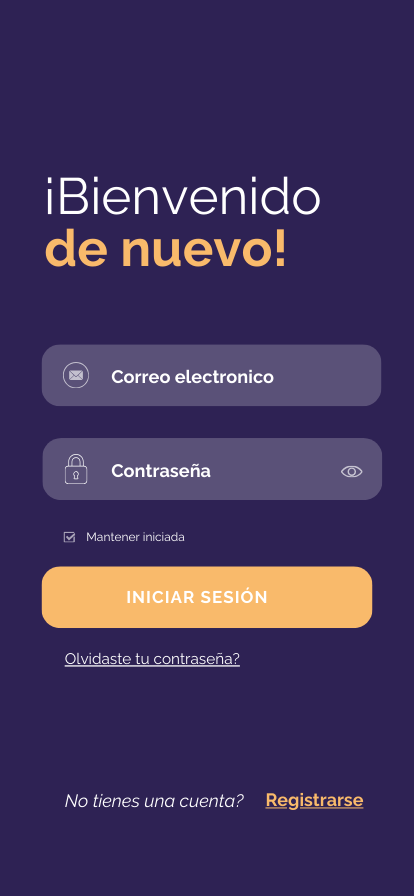 ¡Bienvenido
de nuevo!
Correo electronico
Contraseña
Mantener iniciada
INICIAR SESIÓN
Olvidaste tu contraseña?
No tienes una cuenta? Registrarse